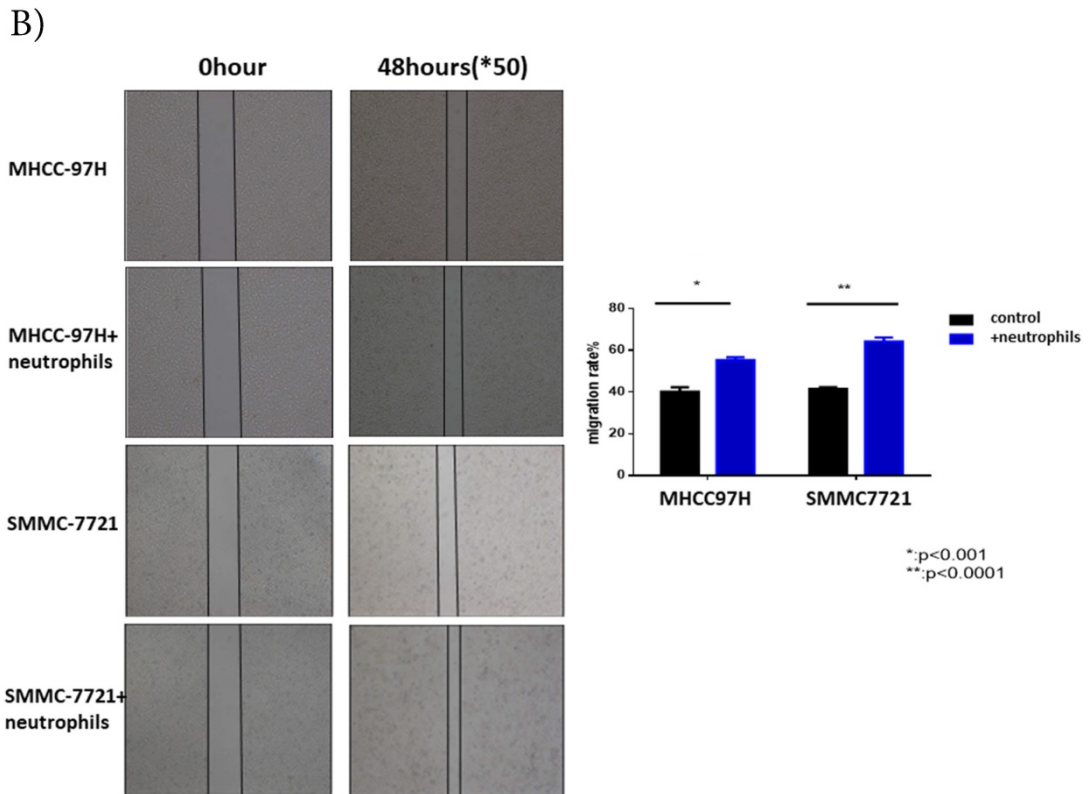 B)
0hour
48hours(*50)
MHCC-97H
MHCC-97H+
neutrophils
SMMC-7721
SMMC-7721+
neutrophils
*
**
80
60
40
20
0
migration rate%
MHCC97H
SMMC7721
control
+neutrophils
*:p<0.001
**:p<0.0001